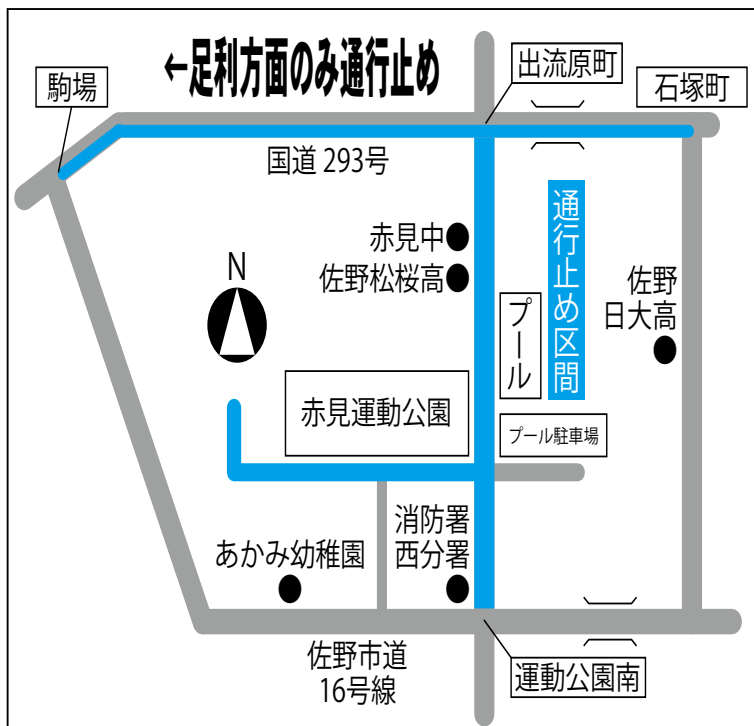 ←足利方面のみ通行止め
駒場
出流原町
石塚町
国道 293号
赤見中
佐野松桜高
N
通行止め区間
プール
佐野
日大高
赤見運動公園
プール駐車場
消防署
西分署
あかみ幼稚園
佐野市道
16号線
運動公園南